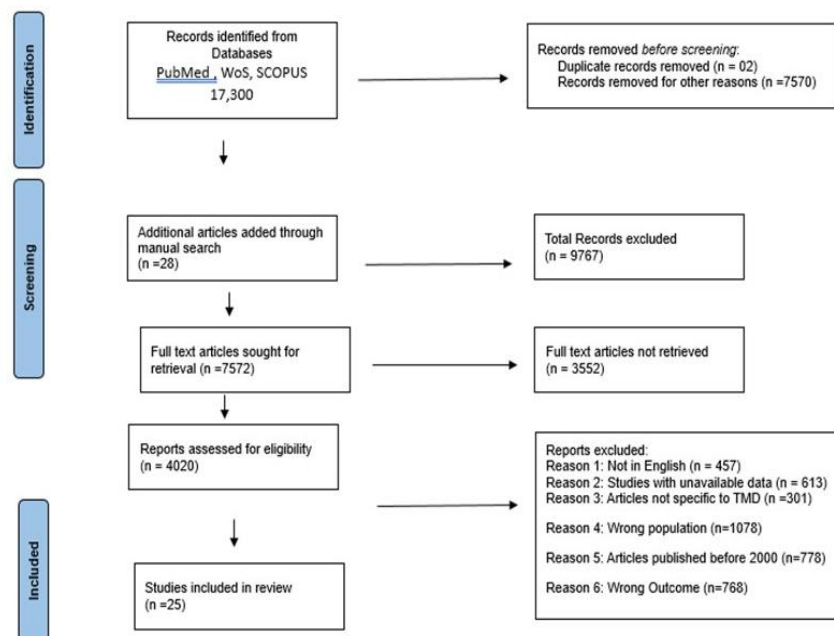 Identification
Records identified from
Databases
PubMed , WoS, SCOPUS
17,300
Records removed before screening:
Duplicate records removed (n = 02)
Records removed for other reasons (n =7570)
Screening
Additional articles added through
manual search
(n =28)
Total Records excluded
(n = 9767)
Full text articles sought for
retrieval (n =7572)
Full text articles not retrieved
(n = 3552)
Reports assessed for eligibility
(n = 4020)
Reports excluded:
Reason 1: Not in English (n = 457)
Reason 2: Studies with unavailable data (n = 613)
Reason 3: Articles not specific to TMD (n =301)
Reason 4: Wrong population (n=1078)
Reason 5: Articles published before 2000 (n=778)
Reason 6: Wrong Outcome (n=768)
Included
Studies included in review
(n =25)